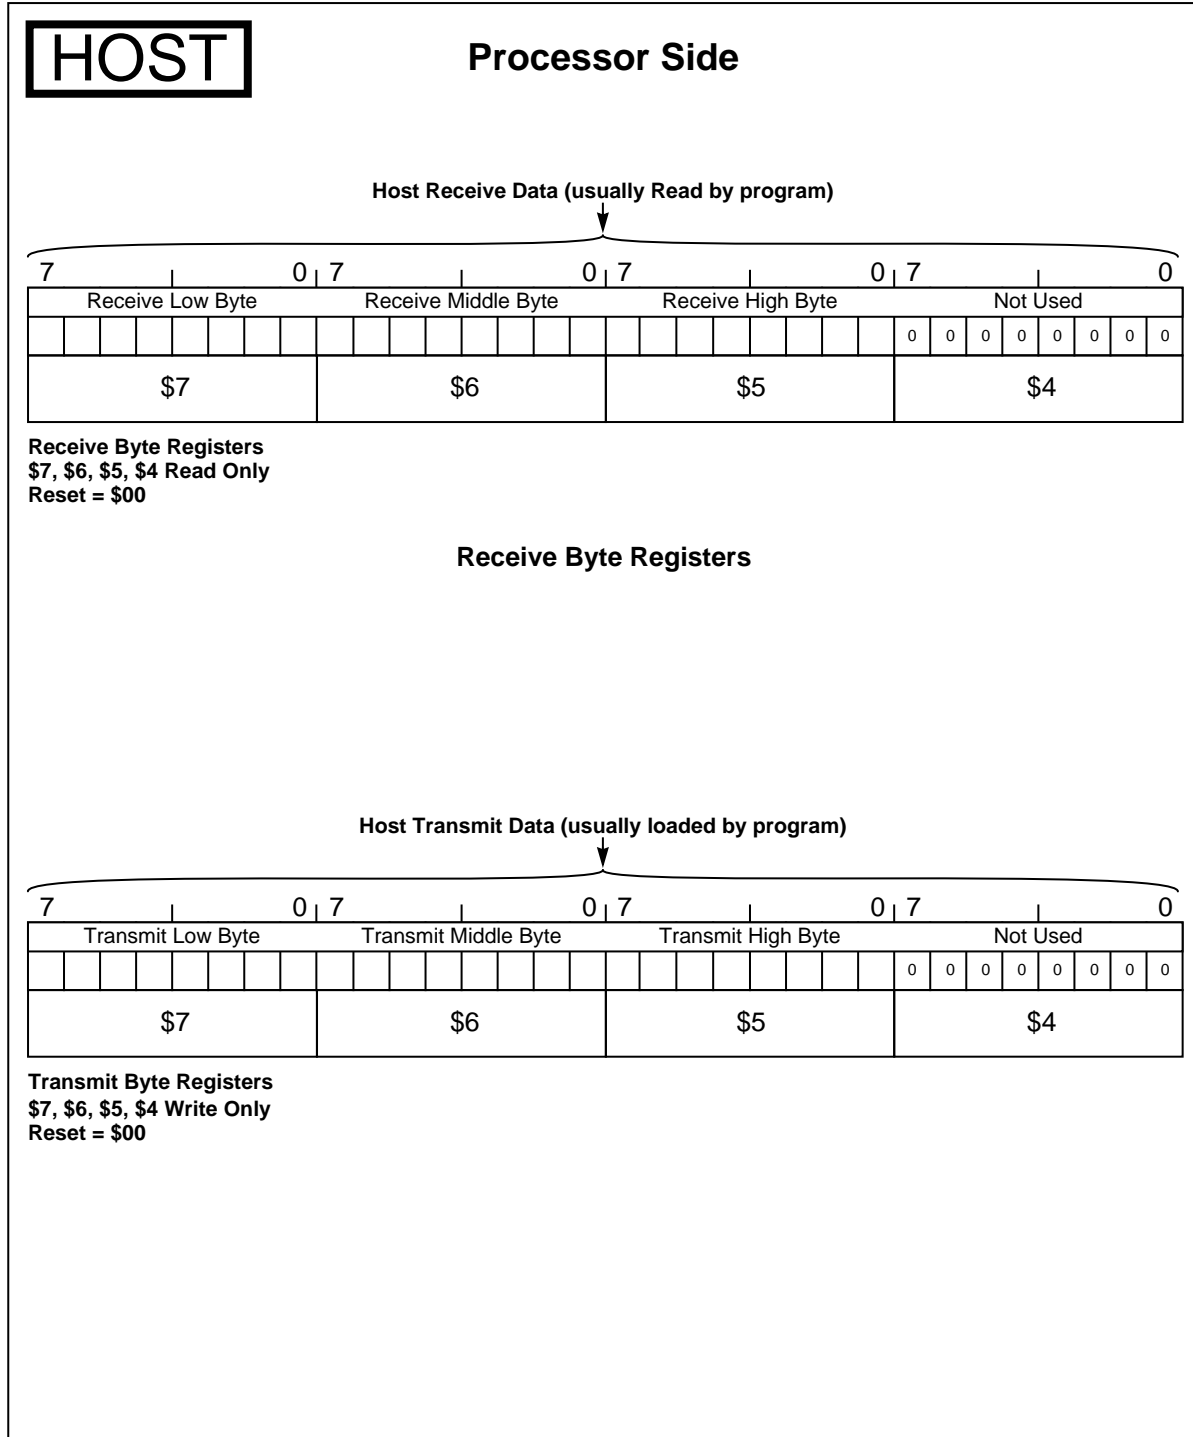 HOST
Processor Side
Host Receive Data (usually Read by program)
7 0 7 0 7 0 7 0
Receive Low Byte Receive Middle Byte Receive High Byte Not Used
0 0 0 0 0 0 0 0
$7 $6 $5 $4
Receive Byte Registers
$7, $6, $5, $4 Read Only
Reset = $00
Receive Byte Registers
Host Transmit Data (usually loaded by program)
7 0 7 0 7 0 7 0
Transmit Low Byte Transmit Middle Byte Transmit High Byte Not Used
0 0 0 0 0 0 0 0
$7 $6 $5 $4
Transmit Byte Registers
$7, $6, $5, $4 Write Only
Reset = $00